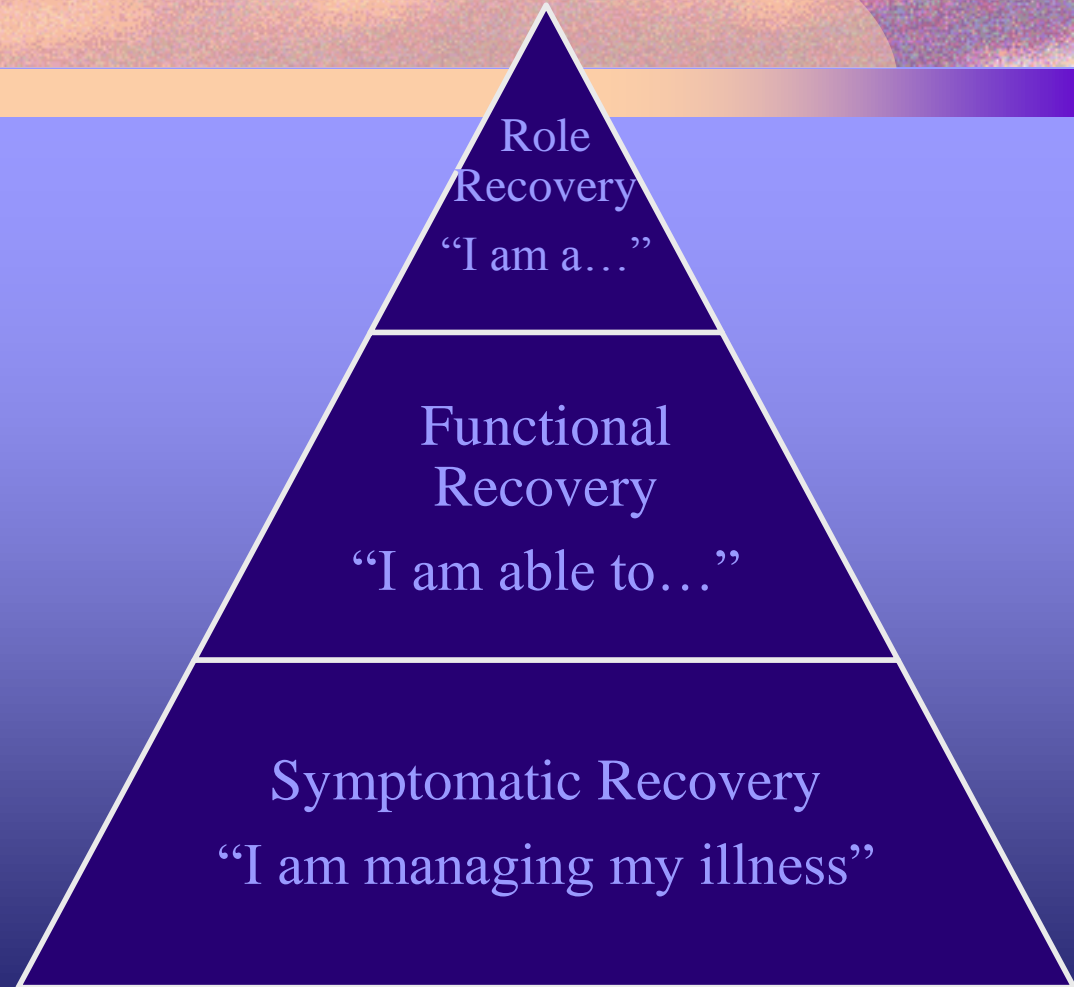 Role
Recovery
“I am a…”
Functional
Recovery
“I am able to…”
Symptomatic Recovery
“I am managing my illness”